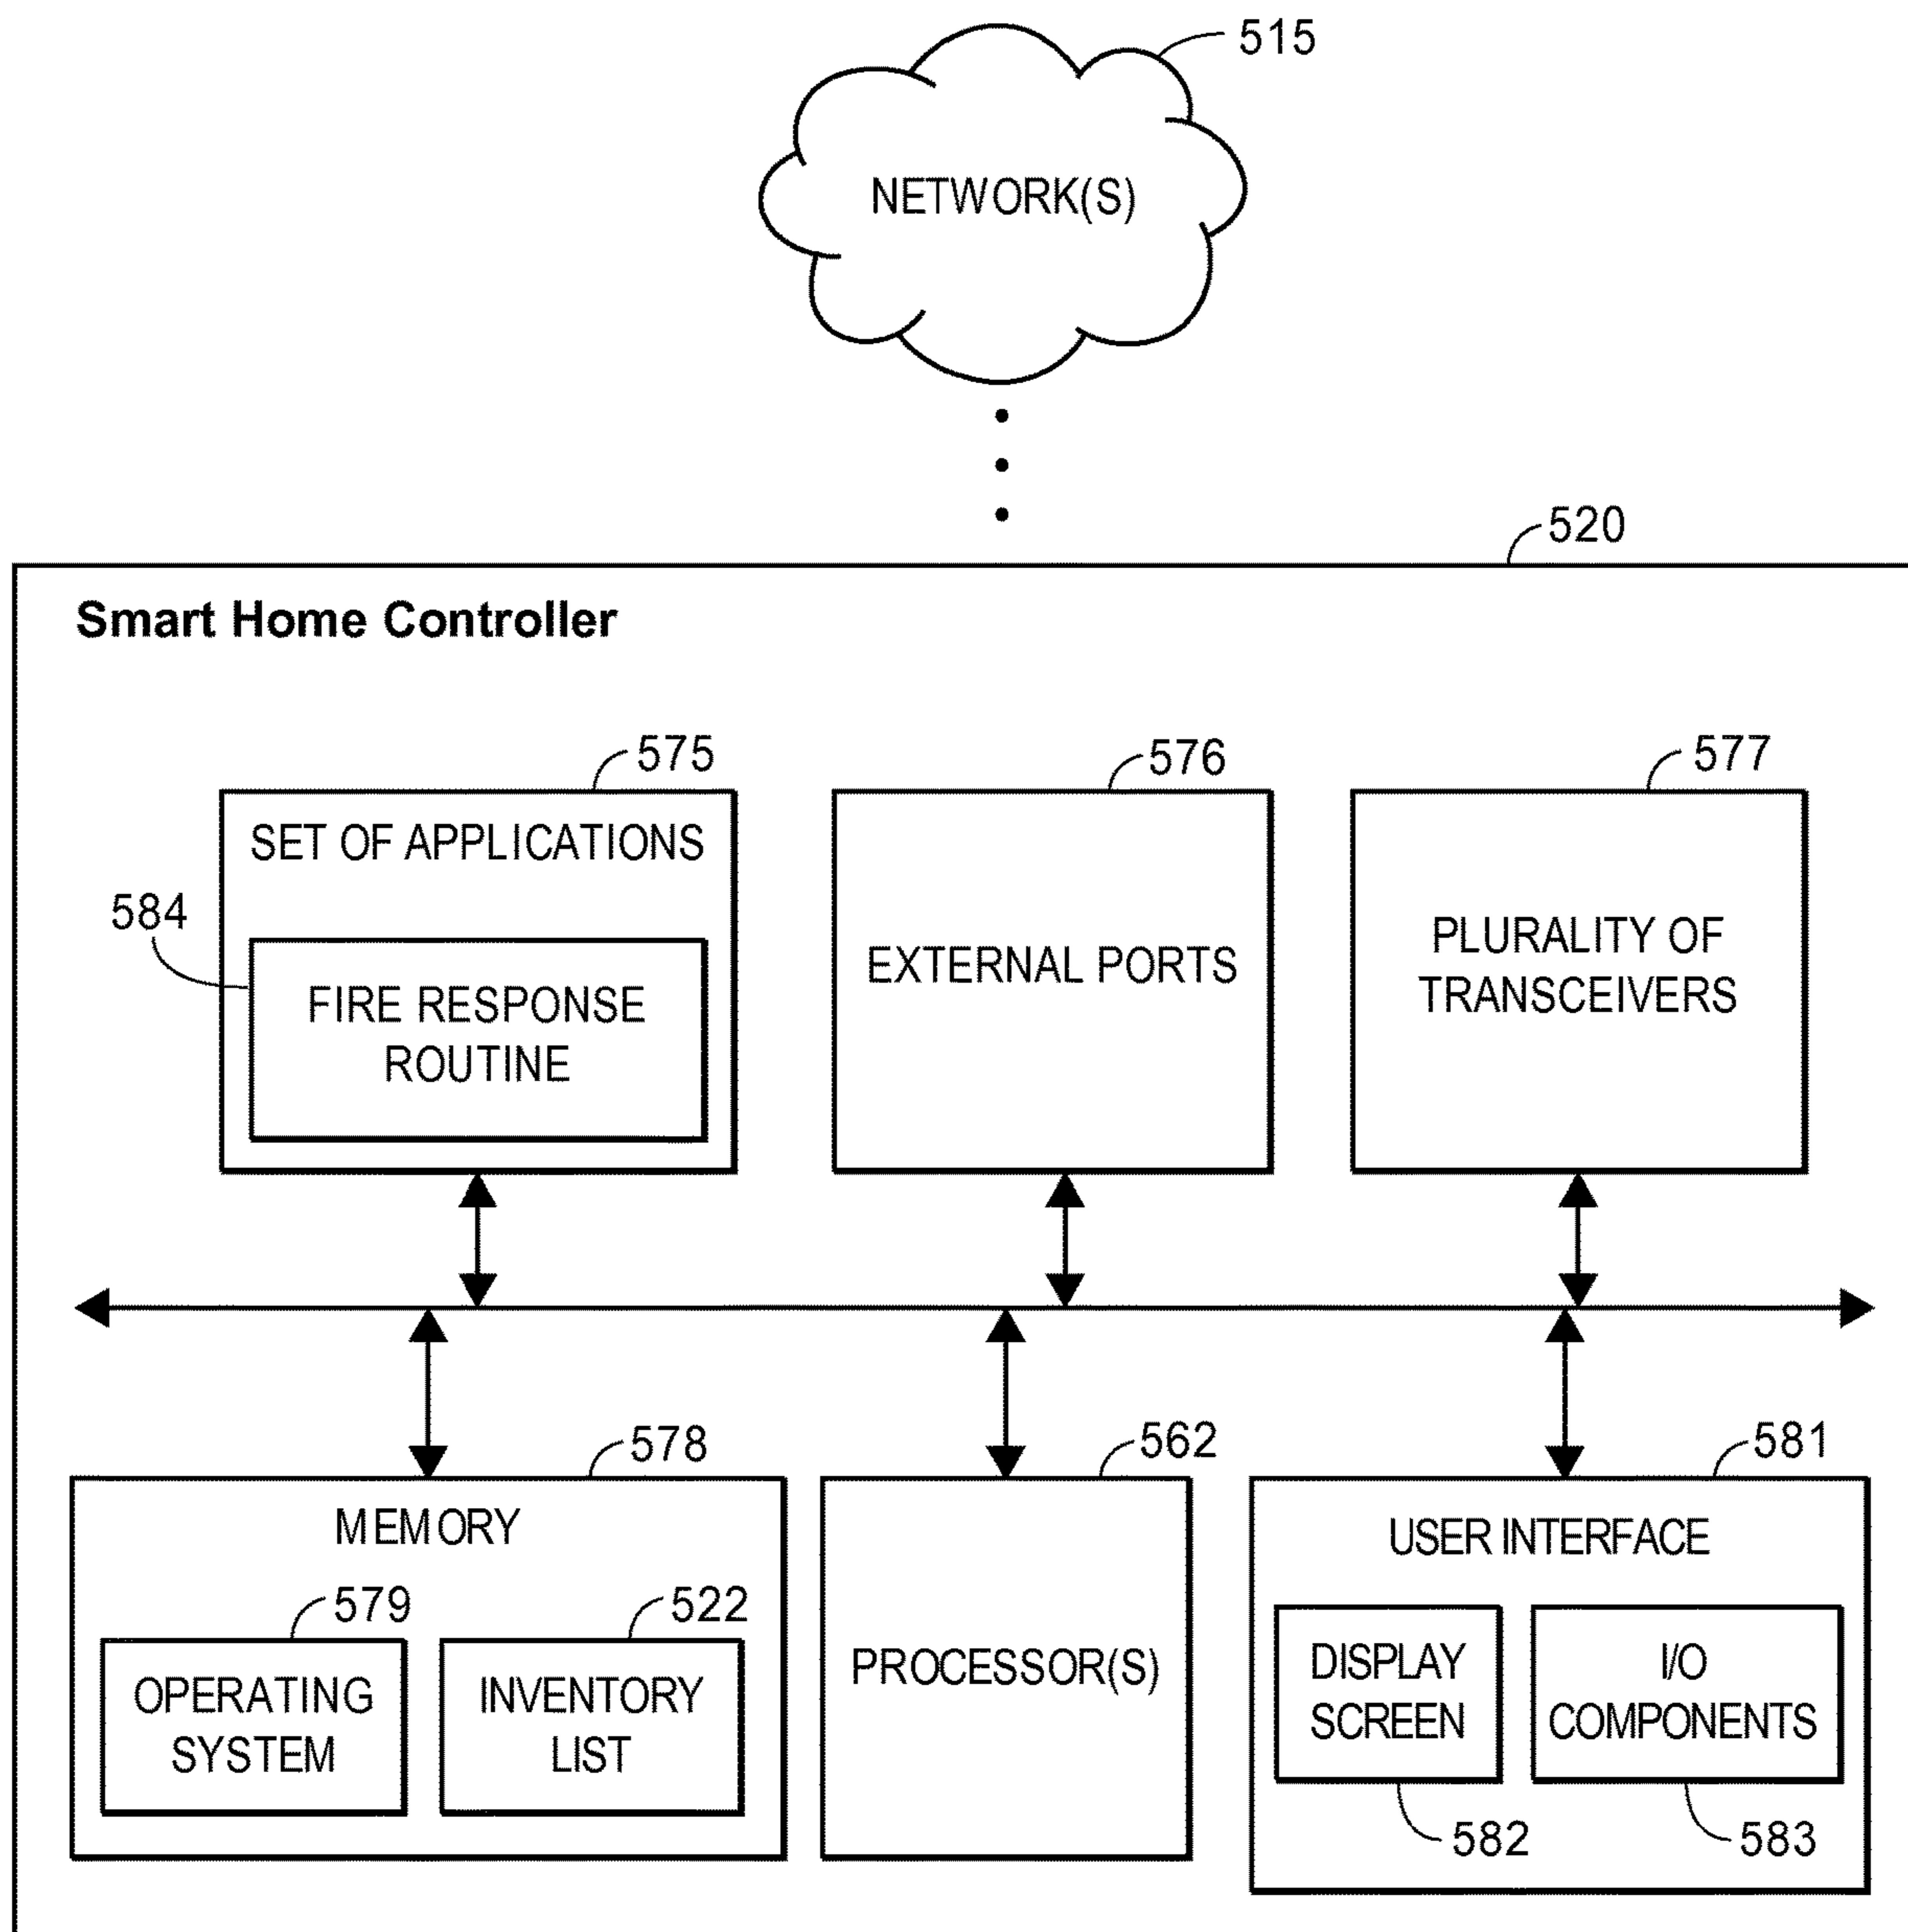 515
NETWORK(S)
520
Smart Home Controller
575
576
577
SET OF APPLICATIONS
584
FIRE RESPONSE
ROUTINE
EXTERNAL PORTS
PLURALITY OF
TRANSCEIVERS
578
562
581
MEMORY
579
522
OPERATING
SYSTEM
INVENTORY
LIST
PROCESSOR(S)
USER INTERFACE
DISPLAY
SCREEN
I/O
COMPONENTS
582
583